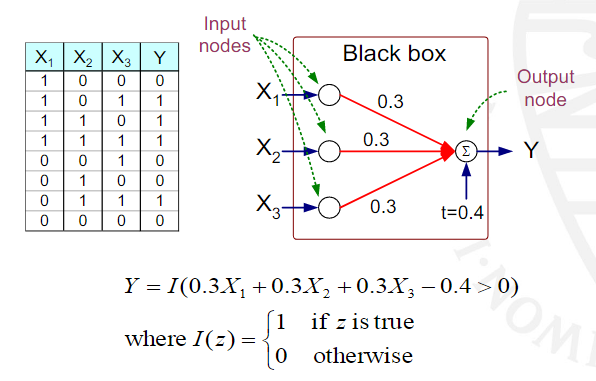 X1 X2 X3 Y
1 0 0 0
1 0 1 1
1 1 0 1
1 1 1 1
0 0 1 0
0 1 0 0
0 1 1 1
0 0 0 0
Input
nodes
Black box
Output
node
X1
0.3
X2
0.3
Σ
Y
X3
0.3
t=0.4
Y = I(0.3X1 + 0.3X2 + 0.3X3 − 0.4 > 0)
where I(z) = { 1 if z is true
0 otherwise